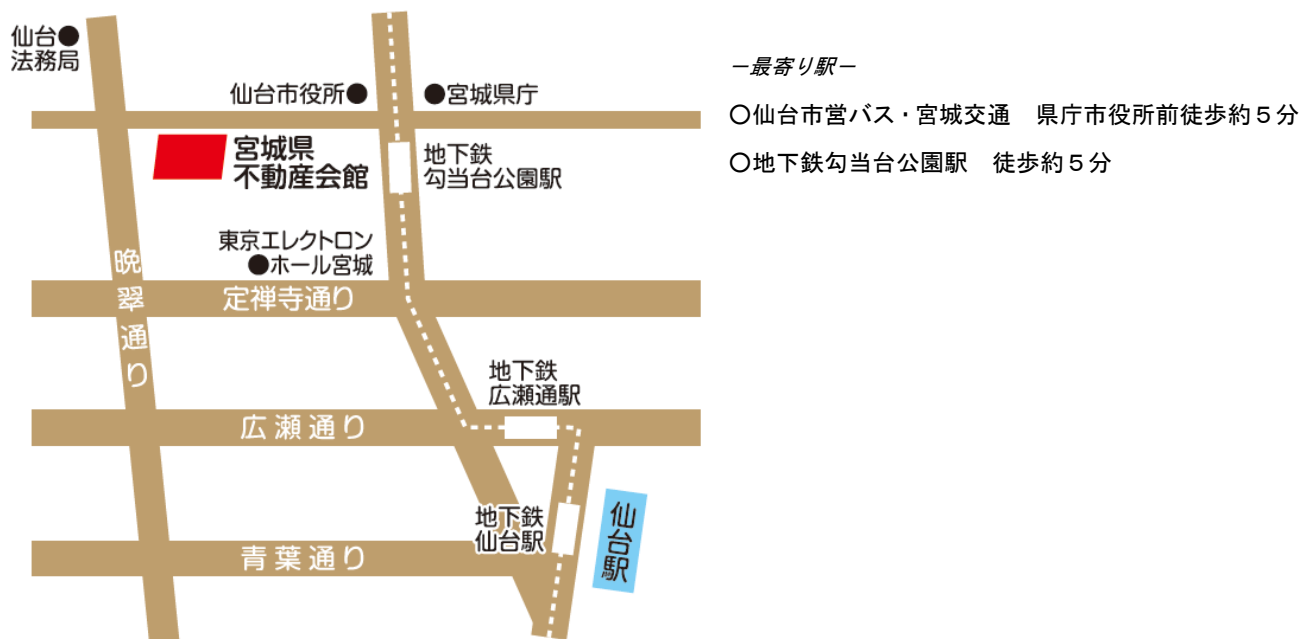 仙台●
法務局
仙台市役所●
●宮城県庁
宮城県
不動産会館
地下鉄
勾当台公園駅
東京エレクトロン
●ホール宮城
晩翠通り
定禅寺通り
地下鉄
広瀬通駅
広瀬通り
地下鉄
仙台駅
仙台駅
青葉通り
－最寄り駅－
〇仙台市営バス・宮城交通　県庁市役所前徒歩約５分
〇地下鉄勾当台公園駅　徒歩約５分